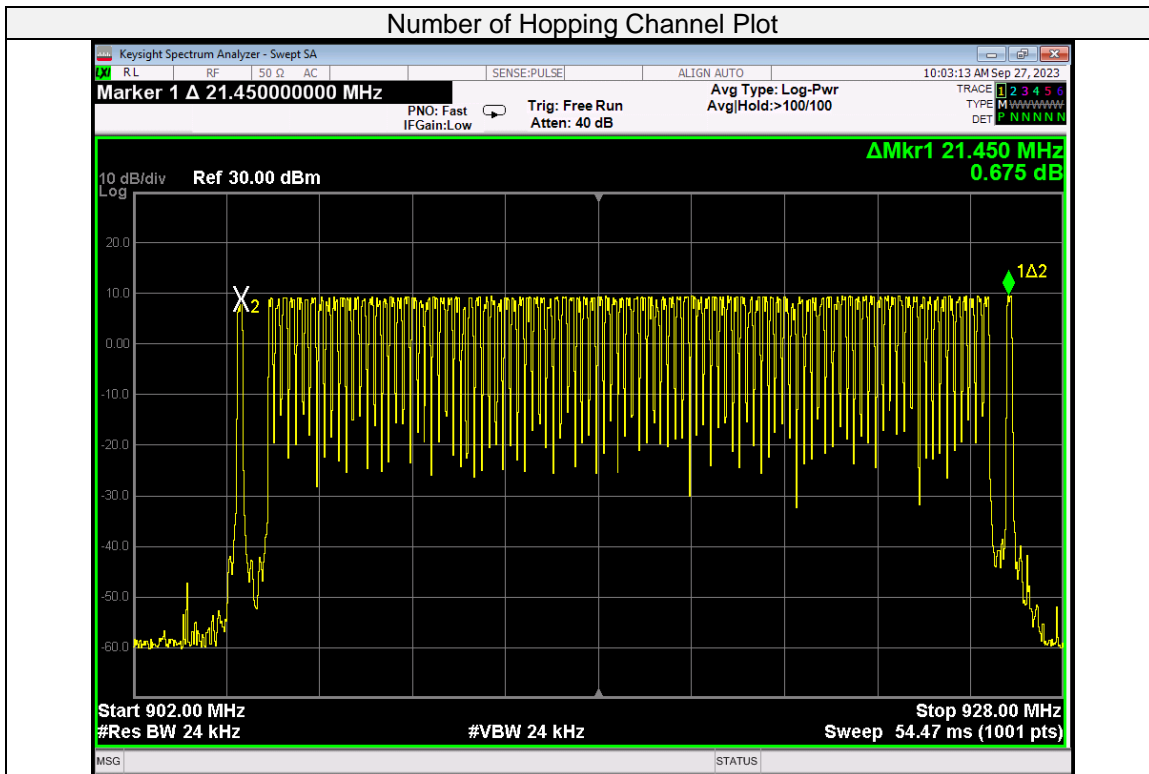 Number of Hopping Channel Plot
Keysight Spectrum Analyzer - Swept SA
LXI RL RF 50 Ω AC SENSE:PULSE ALIGN AUTO 10:03:13 AM Sep 27, 2023
Marker 1 Δ 21.450000000 MHz
PNO: Fast
IFGain:Low
Trig: Free Run
Atten: 40 dB
Avg Type: Log-Pwr
Avg|Hold:>100/100
TRACE 1 2 3 4 5 6
TYPE M WWWWW
DET P N N N N N
ΔMkr1 21.450 MHz
0.675 dB
10 dB/div Ref 30.00 dBm
Log
20.0
10.0
0.00
-10.0
-20.0
-30.0
-40.0
-50.0
-60.0
2
1Δ2
Start 902.00 MHz Stop 928.00 MHz
#Res BW 24 kHz #VBW 24 kHz Sweep 54.47 ms (1001 pts)
MSG STATUS